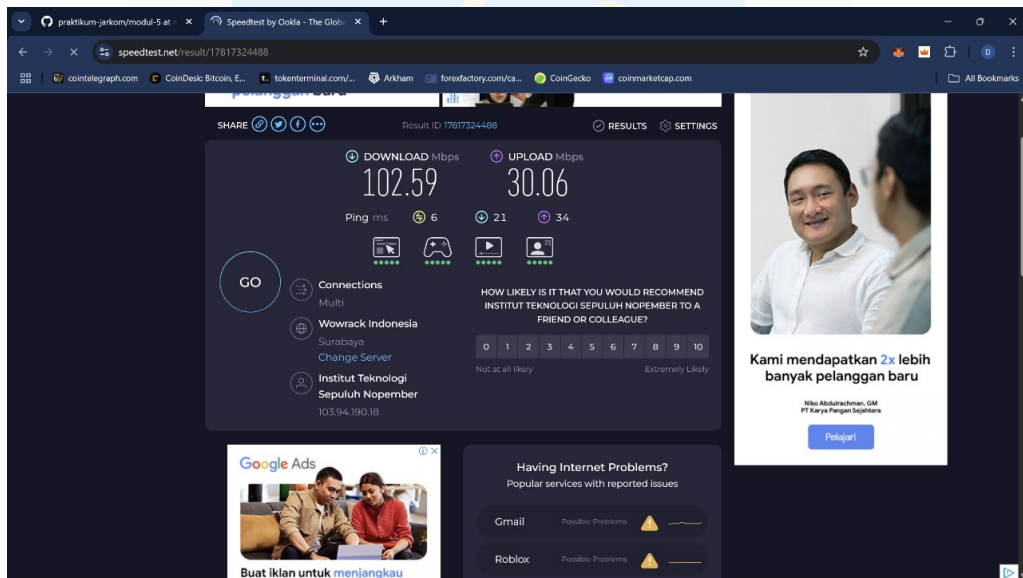 praktikum-jarkom/modul-5 at
Speedtest by Ookla - The Glob
speedtest.net/result/17817324488
D
cointelegraph.com
CoinDesk: Bitcoin, E...
tokenterminal.com/...
Arkham
forexfactory.com/ca...
CoinGecko
coinmarketcap.com
All Bookmarks
pelanggan baru
SHARE
Result ID 17817324488
RESULTS
SETTINGS
DOWNLOAD Mbps
UPLOAD Mbps
102.59
30.06
Ping ms 6 21 34
GO
Connections
Multi
Wowrack Indonesia
Surabaya
Change Server
Institut Teknologi
Sepuluh Nopember
103.94.190.18
HOW LIKELY IS IT THAT YOU WOULD RECOMMEND
INSTITUT TEKNOLOGI SEPULUH NOPEMBER TO A
FRIEND OR COLLEAGUE?
0 1 2 3 4 5 6 7 8 9 10
Not at all likely
Extremely Likely
Kami mendapatkan 2x lebih
banyak pelanggan baru
Niko Abdulrachman, GM
PT Karya Pangan Sejahtera
Pelajari
Google Ads
Buat iklan untuk menjangkau
Having Internet Problems?
Popular services with reported issues
Gmail
Possible Problems
Roblox
Possible Problems